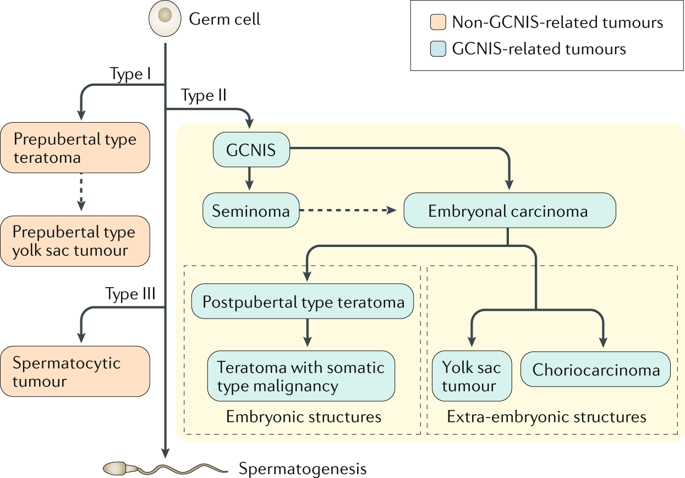 Germ cell
Non-GCNIS-related tumours
GCNIS-related tumours
Type I
Type II
Prepubertal type
teratoma
GCNIS
Seminoma
Embryonal carcinoma
Prepubertal type
yolk sac tumour
Type III
Postpubertal type teratoma
Spermatocytic
tumour
Teratoma with somatic
type malignancy
Yolk sac
tumour
Choriocarcinoma
Embryonic structures
Extra-embryonic structures
Spermatogenesis